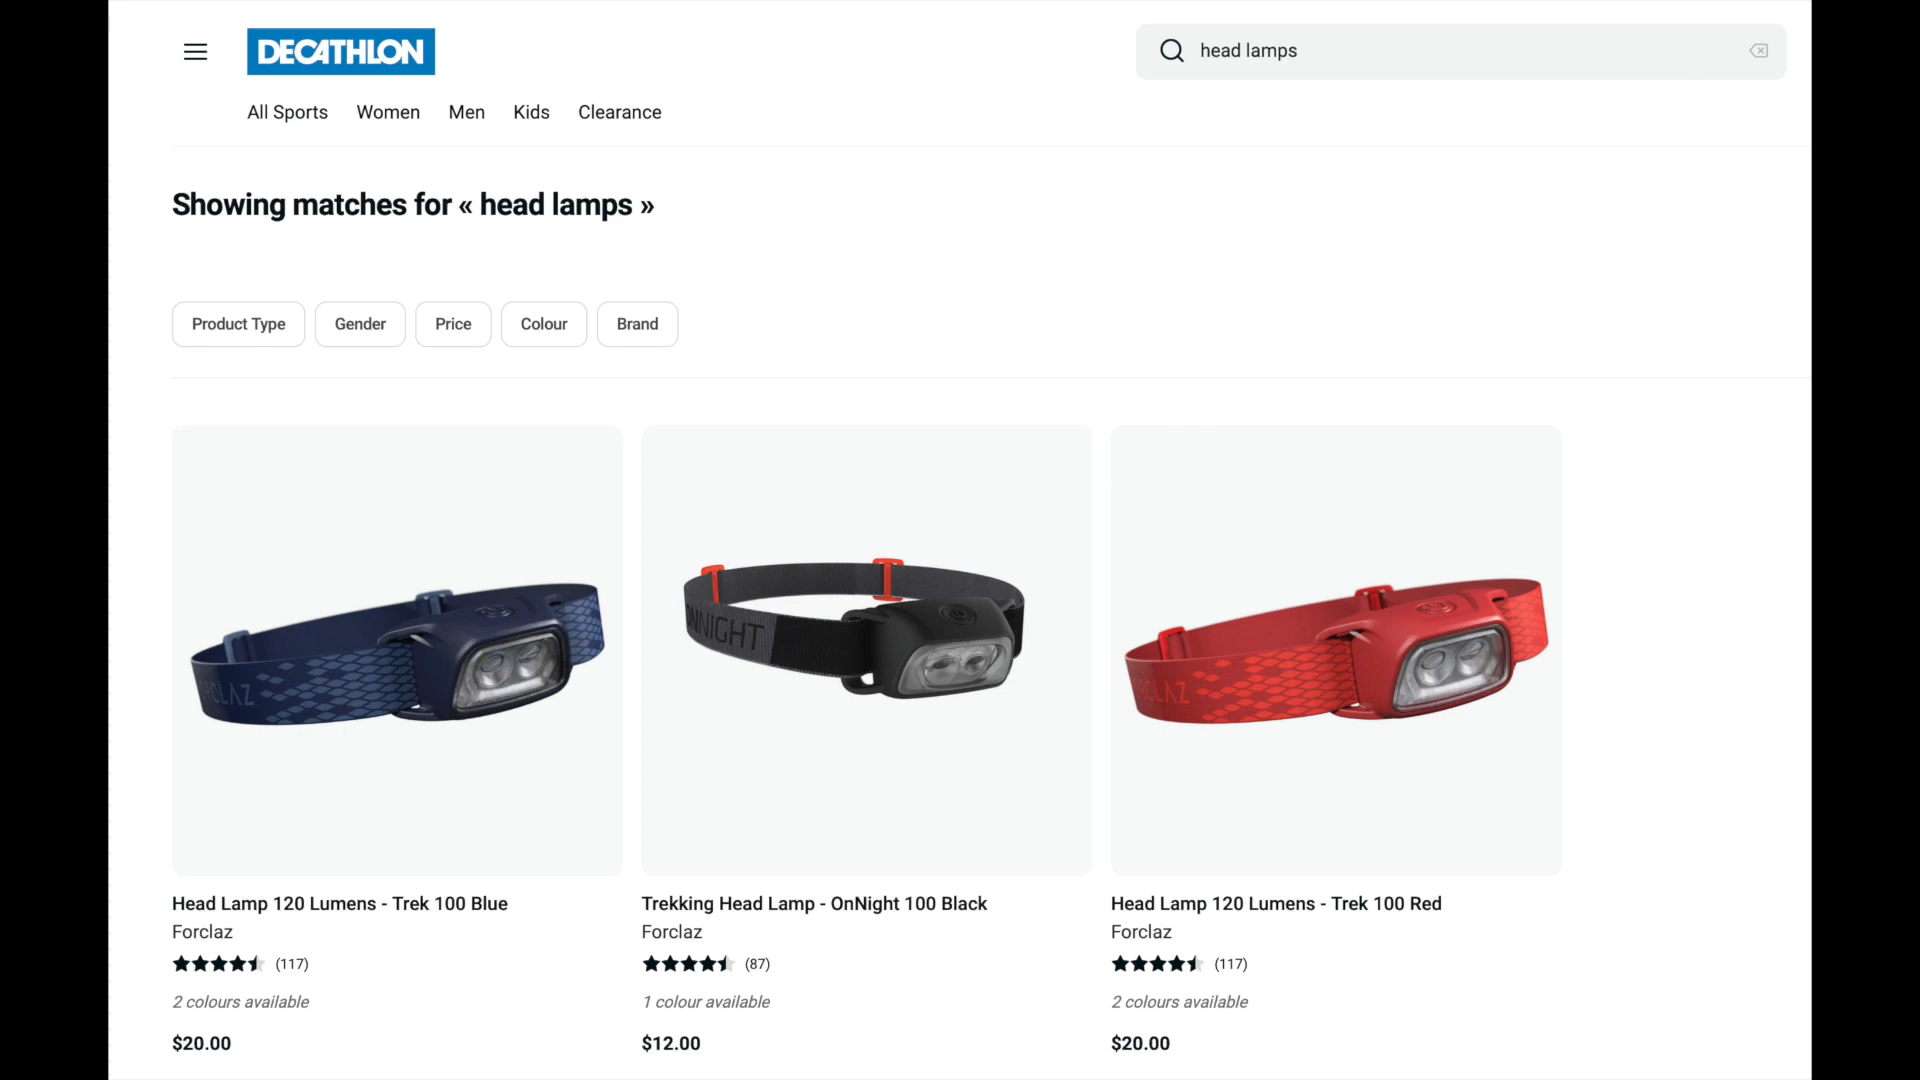 DECATHLON
head lamps
All Sports Women Men Kids Clearance
Showing matches for « head lamps »
Product Type Gender Price Colour Brand
NIGHT
Head Lamp 120 Lumens - Trek 100 Blue
Forclaz
(117)
2 colours available
$20.00
Trekking Head Lamp - OnNight 100 Black
Forclaz
(87)
1 colour available
$12.00
Head Lamp 120 Lumens - Trek 100 Red
Forclaz
(117)
2 colours available
$20.00